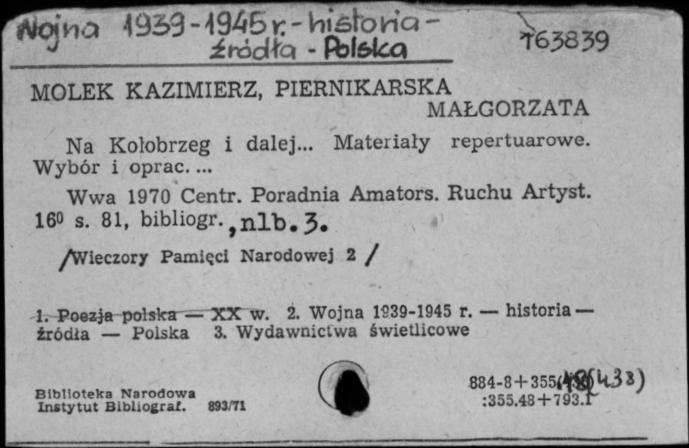 Wojna 1939-1945 r. - historia -
źródła - Polska
T63839
MOLEK KAZIMIERZ, PIERNIKARSKA
MAŁGORZATA
Na Kołobrzeg i dalej... Materiały repertuarowe.
Wybór i oprac. ...
Wwa 1970 Centr. Poradnia Amators. Ruchu Artyst.
16⁰ s. 81, bibliogr., nlb. 3.
/Wieczory Pamięci Narodowej 2 /
1. Poezja polska — XX w. 2. Wojna 1939-1945 r. — historia —
źródła — Polska 3. Wydawnictwa świetlicowe
884-8+355.48(438)
Biblioteka Narodowa
:355.48+793.1
Instytut Bibliograf. 893/71